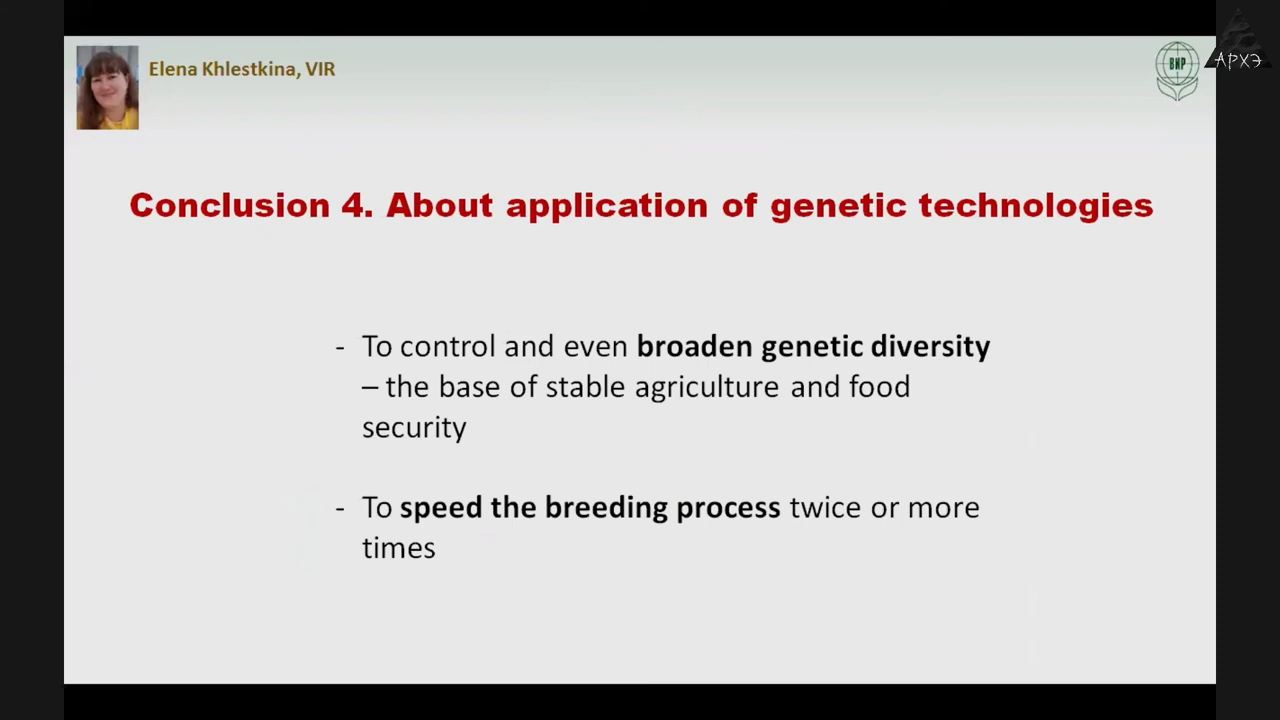 Elena Khlestkina, VIR
ВИР
АРХЭ
Conclusion 4. About application of genetic technologies
- To control and even broaden genetic diversity
– the base of stable agriculture and food
security
- To speed the breeding process twice or more
times